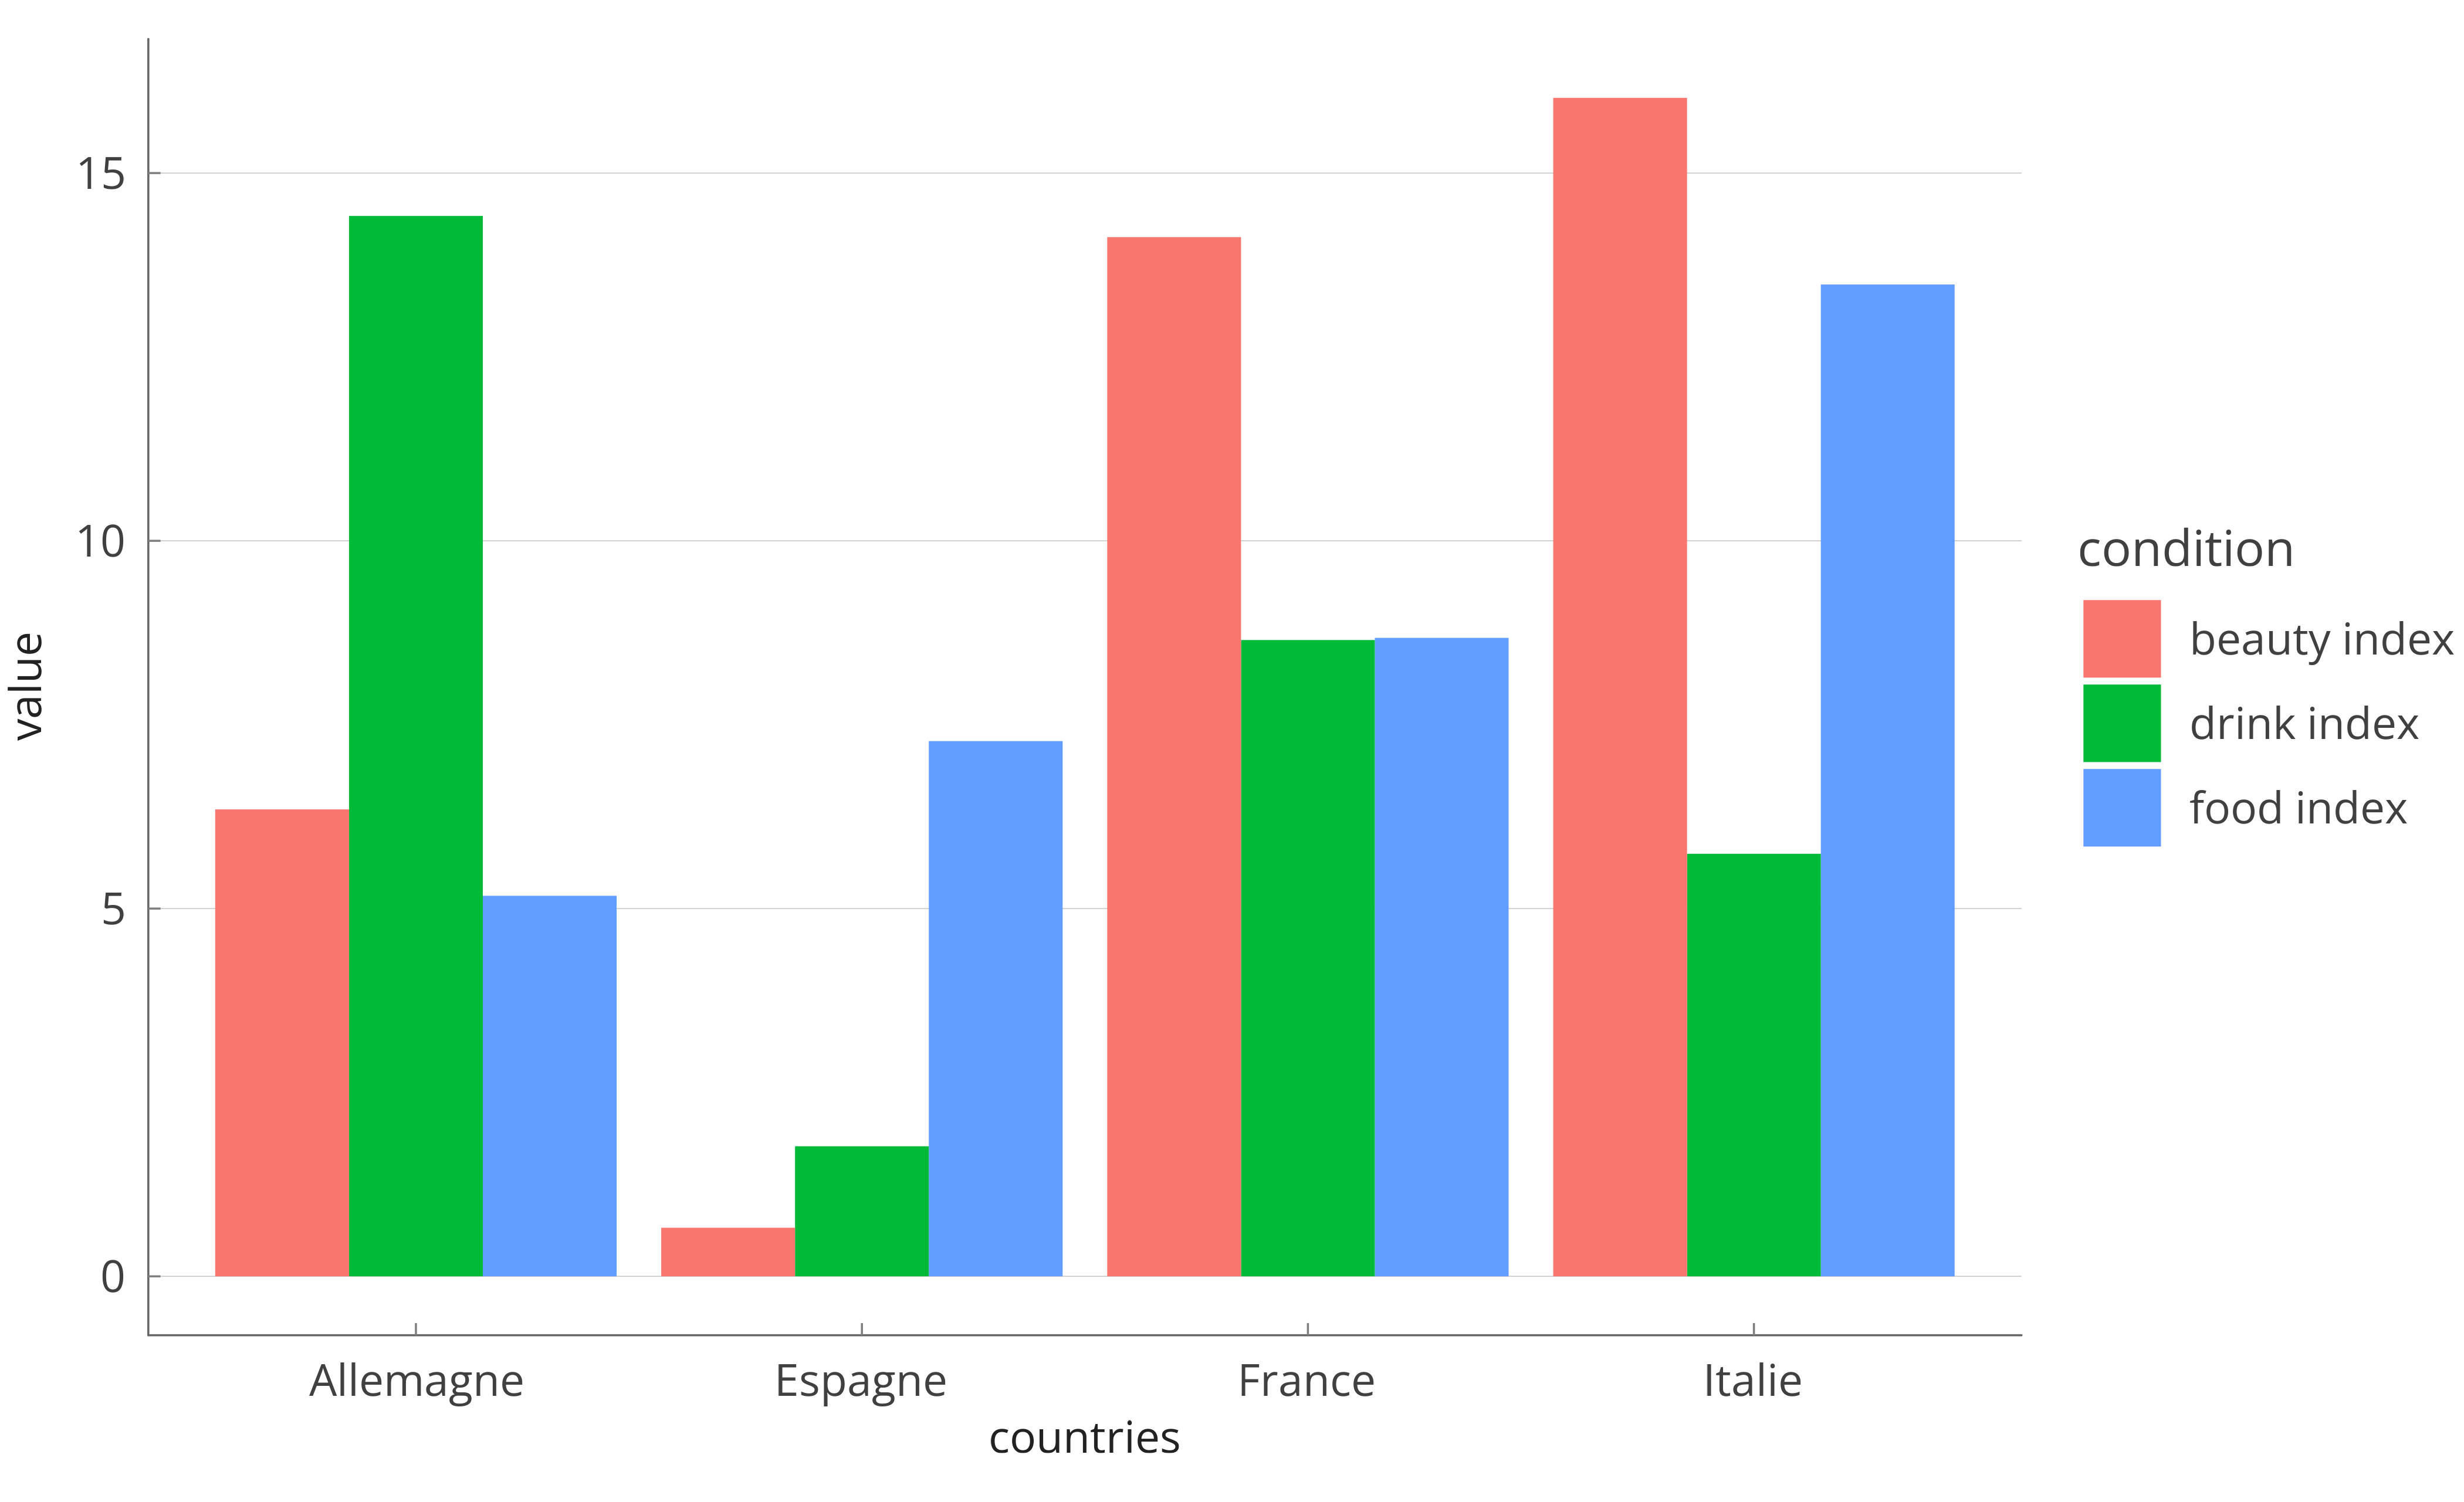 15
10
5
0
value
Allemagne
Espagne
France
Italie
countries
condition
beauty index
drink index
food index